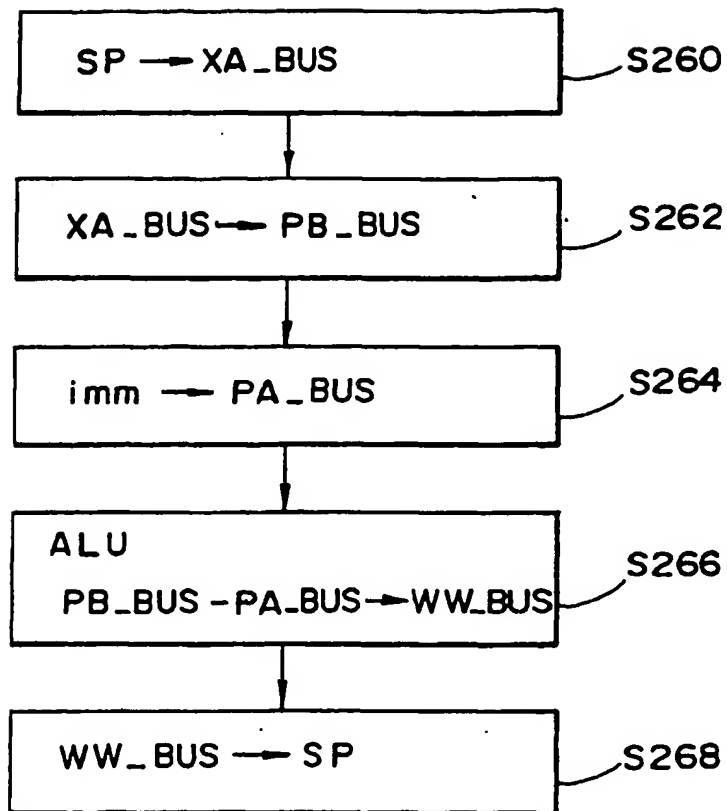 SP → XA_BUS
S260
XA_BUS → PB_BUS
S262
imm → PA_BUS
S264
ALU
PB_BUS - PA_BUS → WW_BUS
S266
WW_BUS → SP
S268